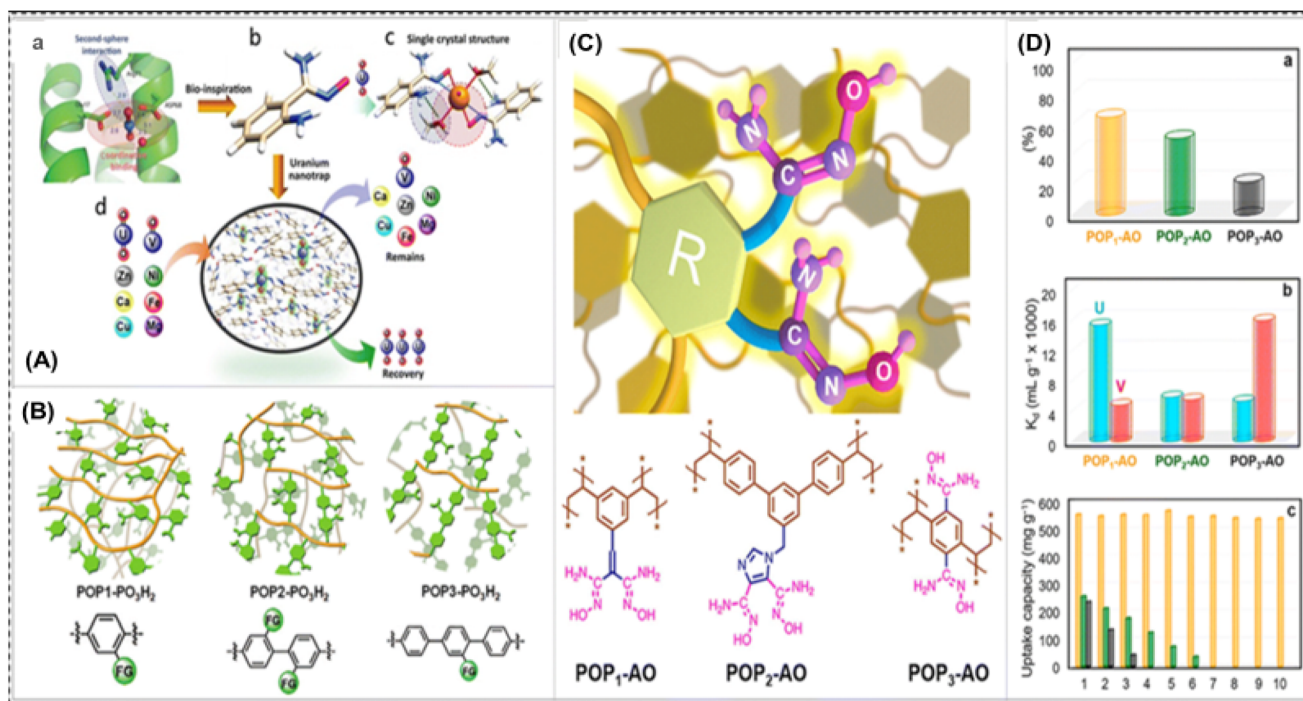 a
Second-sphere
interaction
Bio-inspiration
b
c
Single crystal structure
Coordination
binding
Uranium
nanotrap
d
O
U
O
O
V
O
Zn
Ni
Ca
Fe
Cu
Mg
O
V
O
Ca
Ni
Zn
Cu
Mg
Fe
Remains
Recovery
(A)
(B)
POP1-PO3H2
POP2-PO3H2
POP3-PO3H2
FG
FG
FG
FG
(C)
R
N
C
N
O
N
C
N
O
*
*
*
*
H2N
NH2
N
N
HO
OH
POP1-AO
*
*
*
*
N
N
H2N
NH2
N
N
HO
OH
POP2-AO
OH
N
NH2
*
*
*
*
H2N
N
OH
POP3-AO
(D)
a
(%)
100
80
60
40
20
0
POP1-AO POP2-AO POP3-AO
b
Kd (mL g-1 x 1000)
20
16
12
8
4
0
U
V
POP1-AO POP2-AO POP3-AO
c
Uptake capacity (mg g-1)
600
500
400
300
200
100
0
1 2 3 4 5 6 7 8 9 10